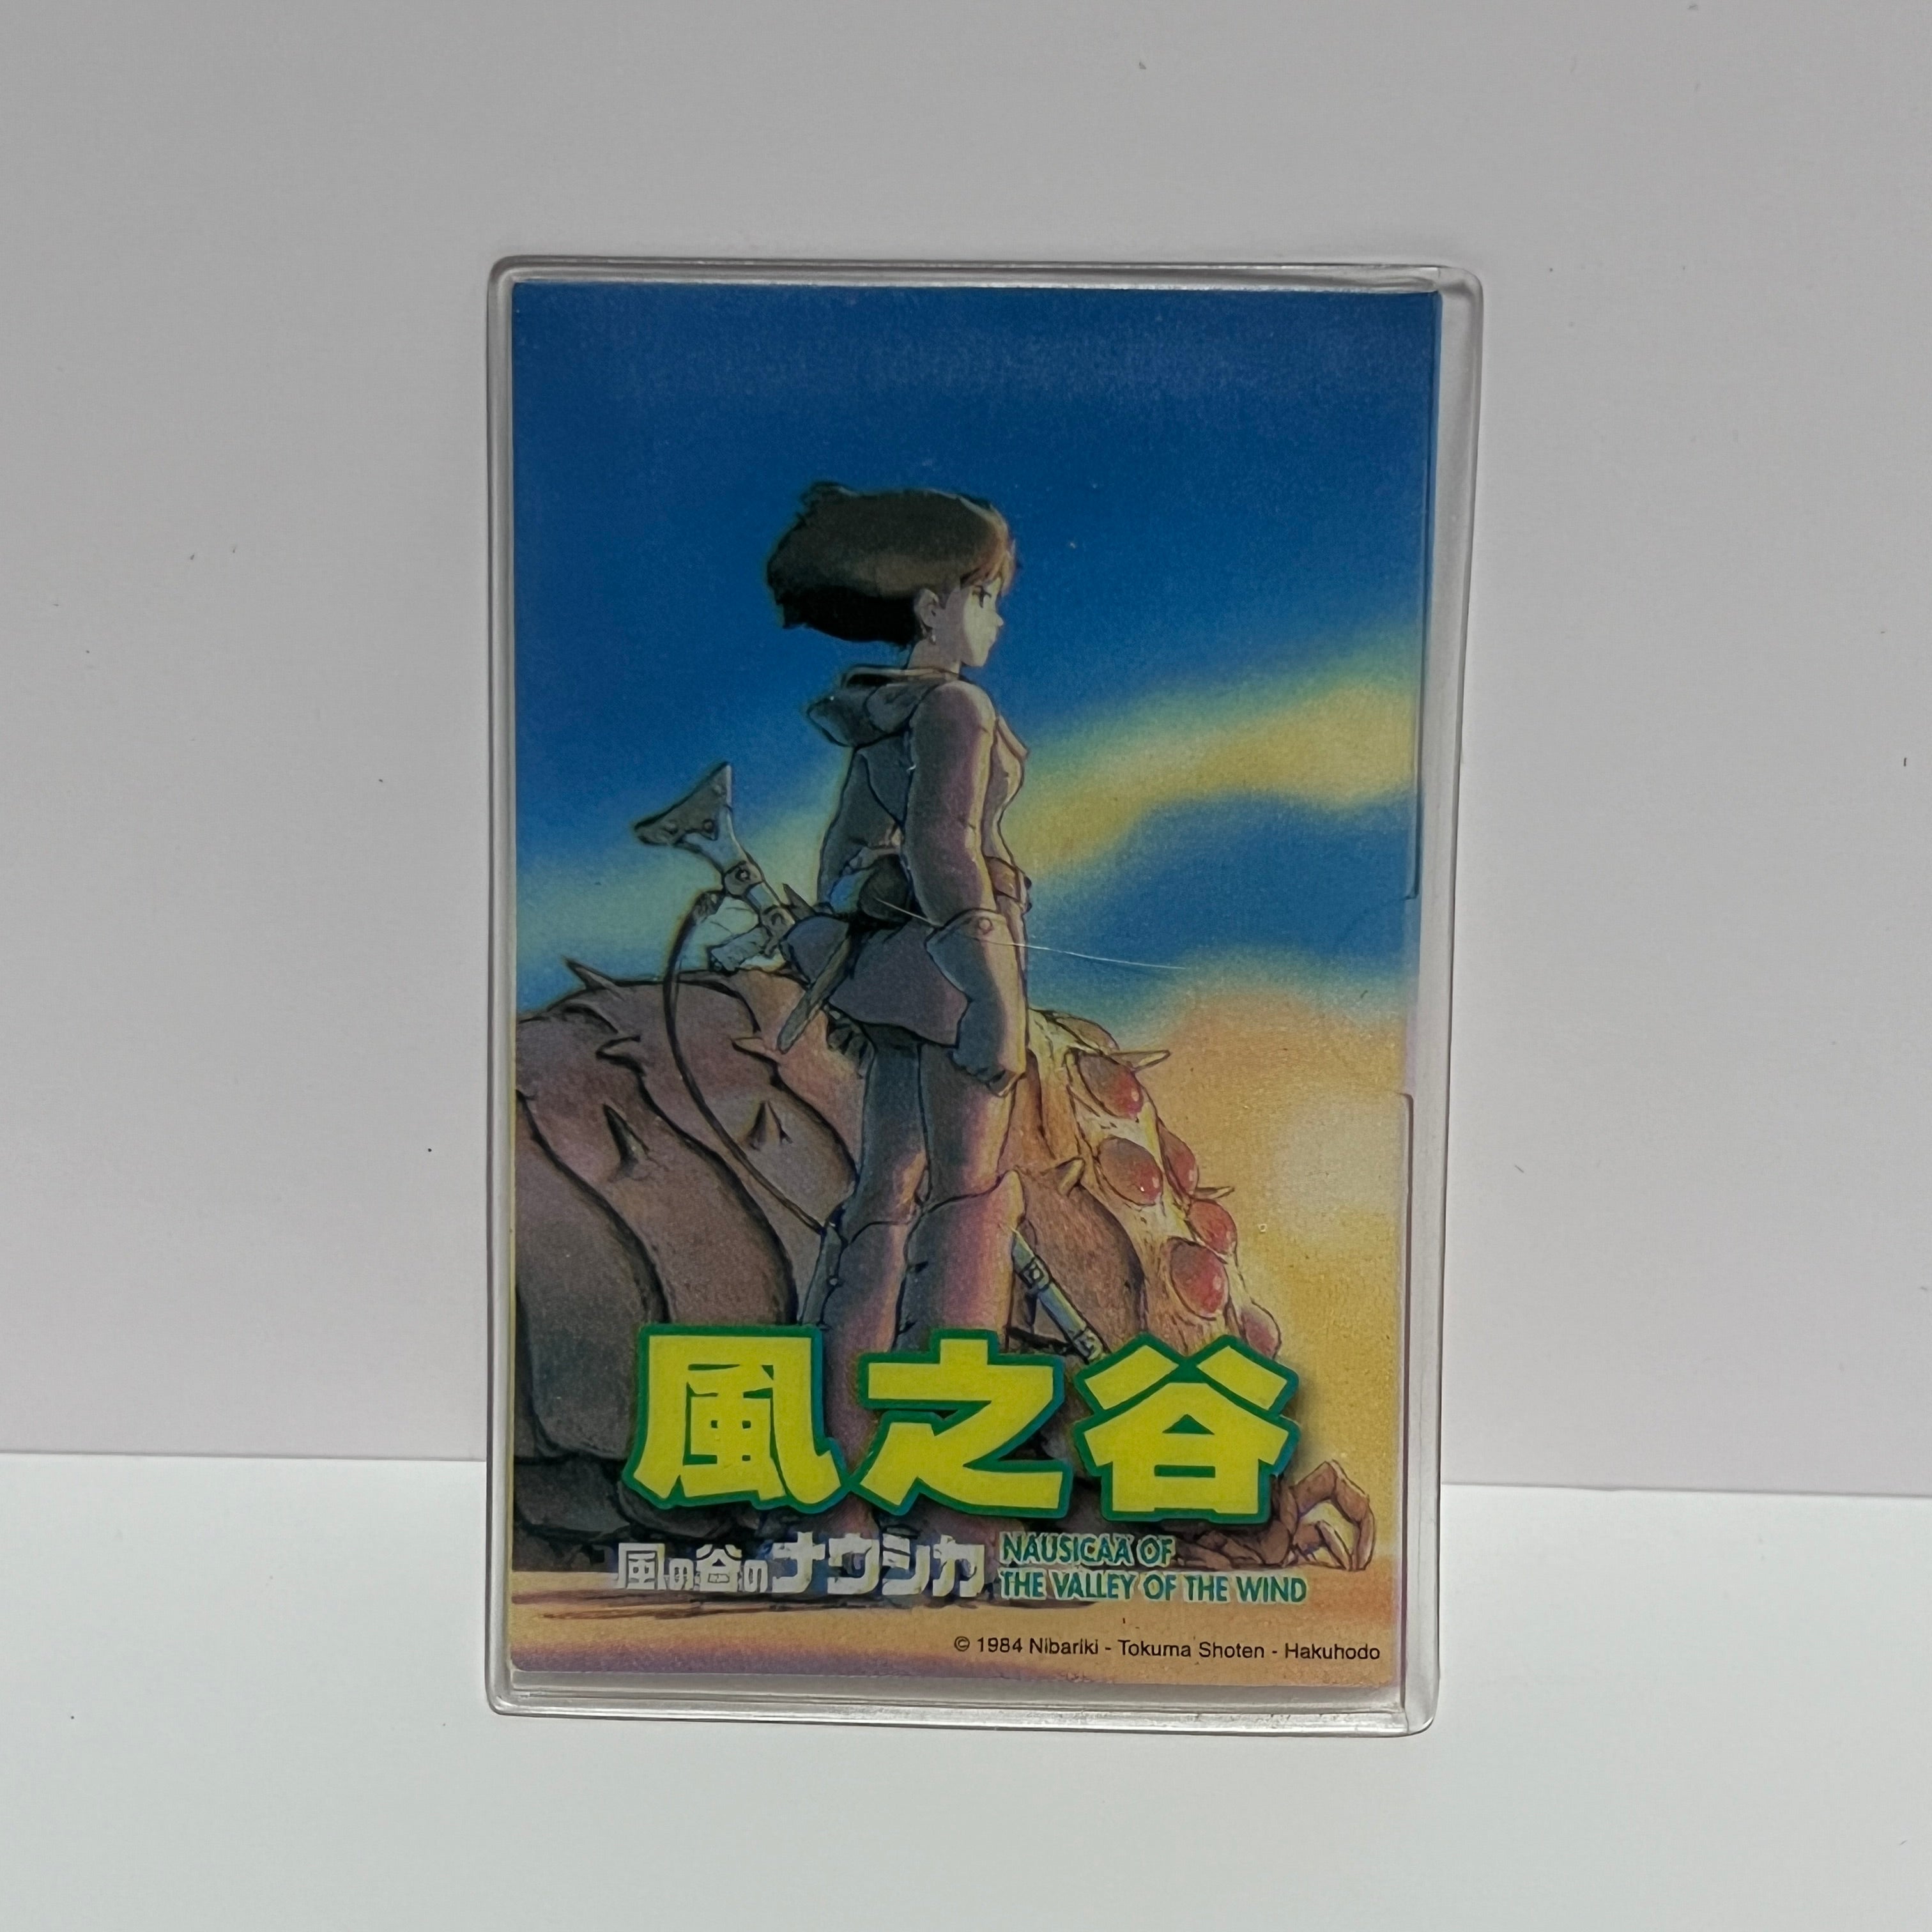 風之谷
風の谷のナウシカ
NAUSICAÄ OF
THE VALLEY OF THE WIND
© 1984 Nibariki - Tokuma Shoten - Hakuhodo